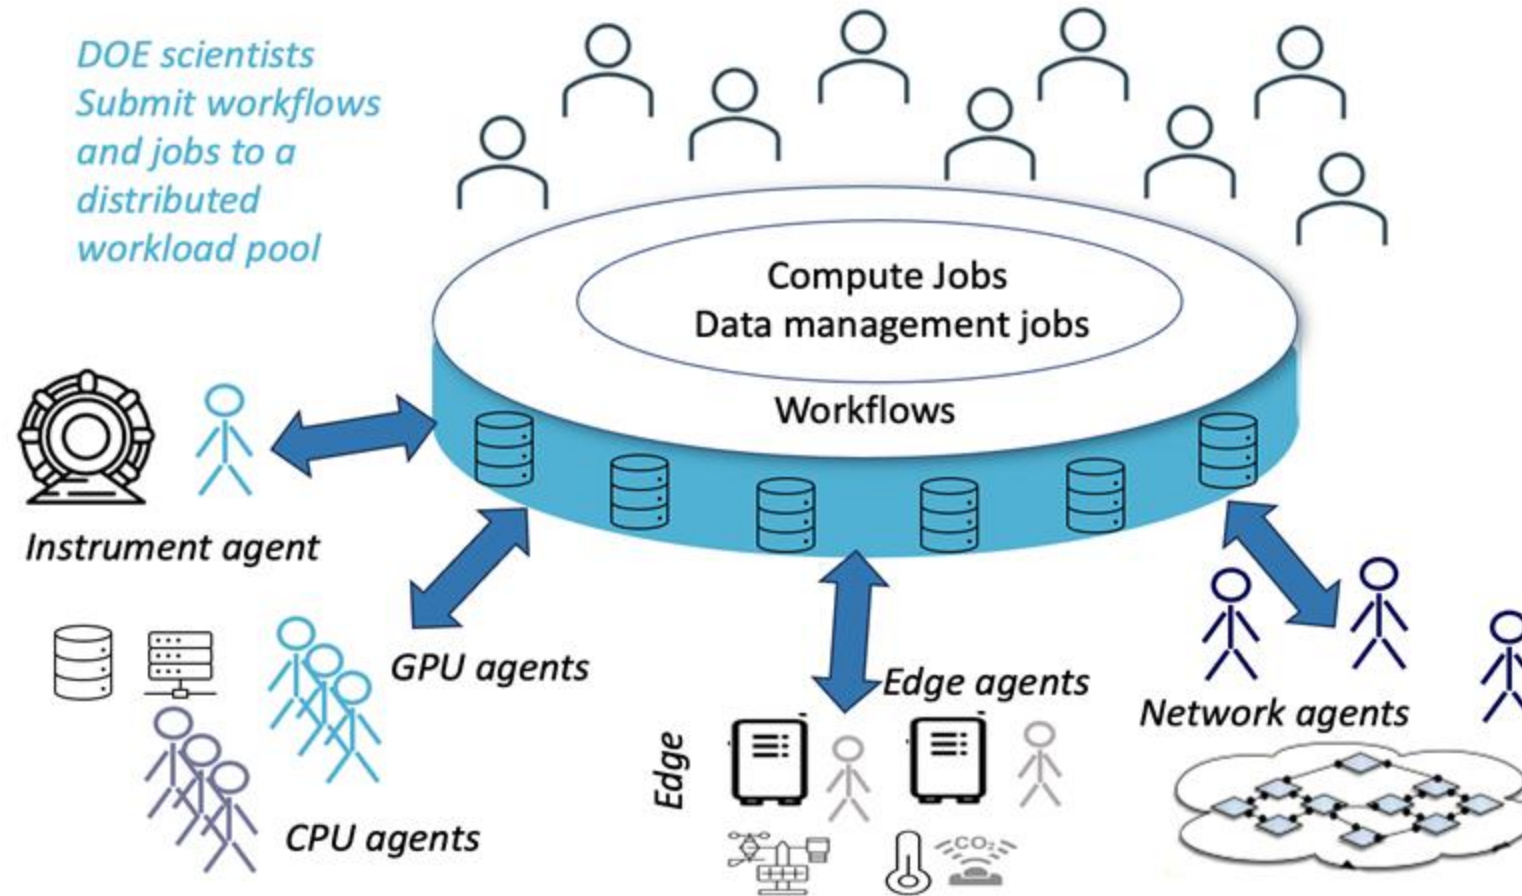 DOE scientists
Submit workflows
and jobs to a
distributed
workload pool
Compute Jobs
Data management jobs
Workflows
Instrument agent
GPU agents
CPU agents
Edge agents
Edge
CO₂
Network agents